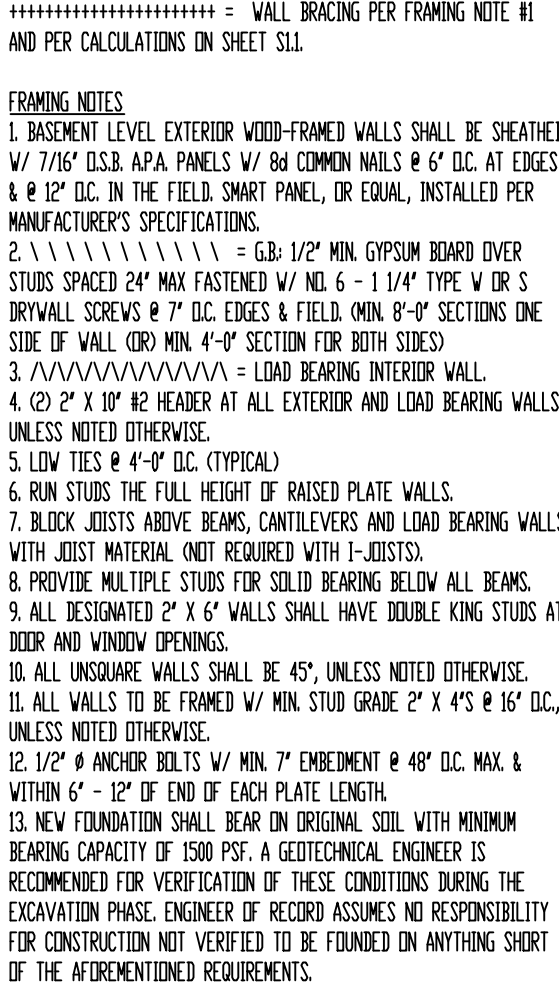 +++++++++++++++++++++++ = WALL BRACING PER FRAMING NOTE #1
AND PER CALCULATIONS ON SHEET S1.1.
FRAMING NOTES
1. BASEMENT LEVEL EXTERIOR WOOD-FRAMED WALLS SHALL BE SHEATHED
W/ 7/16" O.S.B. A.P.A. PANELS W/ 8d COMMON NAILS @ 6" O.C. AT EDGES
& @ 12" O.C. IN THE FIELD. SMART PANEL, OR EQUAL, INSTALLED PER
MANUFACTURER'S SPECIFICATIONS.
2. \ \ \ \ \ \ \ \ \ \ \ = G.B.: 1/2" MIN. GYPSUM BOARD OVER
STUDS SPACED 24" MAX FASTENED W/ NO. 6 - 1 1/4" TYPE W OR S
DRYWALL SCREWS @ 7" O.C. EDGES & FIELD. (MIN. 8'-0" SECTIONS ONE
SIDE OF WALL (OR) MIN. 4'-0" SECTION FOR BOTH SIDES)
3. /\/\/\/\/\/\/\/\/\/\/\ = LOAD BEARING INTERIOR WALL.
4. (2) 2" X 10" #2 HEADER AT ALL EXTERIOR AND LOAD BEARING WALLS
UNLESS NOTED OTHERWISE.
5. LOW TIES @ 4'-0" O.C. (TYPICAL)
6. RUN STUDS THE FULL HEIGHT OF RAISED PLATE WALLS.
7. BLOCK JOISTS ABOVE BEAMS, CANTILEVERS AND LOAD BEARING WALLS
WITH JOIST MATERIAL (NOT REQUIRED WITH I-JOISTS).
8. PROVIDE MULTIPLE STUDS FOR SOLID BEARING BELOW ALL BEAMS.
9. ALL DESIGNATED 2" X 6" WALLS SHALL HAVE DOUBLE KING STUDS AT
DOOR AND WINDOW OPENINGS.
10. ALL UNSQUARE WALLS SHALL BE 45°, UNLESS NOTED OTHERWISE.
11. ALL WALLS TO BE FRAMED W/ MIN. STUD GRADE 2" X 4"S @ 16" O.C.,
UNLESS NOTED OTHERWISE.
12. 1/2" Ø ANCHOR BOLTS W/ MIN. 7" EMBEDMENT @ 48" O.C. MAX. &
WITHIN 6" - 12" OF END OF EACH PLATE LENGTH.
13. NEW FOUNDATION SHALL BEAR ON ORIGINAL SOIL WITH MINIMUM
BEARING CAPACITY OF 1500 PSF. A GEOTECHNICAL ENGINEER IS
RECOMMENDED FOR VERIFICATION OF THESE CONDITIONS DURING THE
EXCAVATION PHASE. ENGINEER OF RECORD ASSUMES NO RESPONSIBILITY
FOR CONSTRUCTION NOT VERIFIED TO BE FOUNDED ON ANYTHING SHORT
OF THE AFOREMENTIONED REQUIREMENTS.